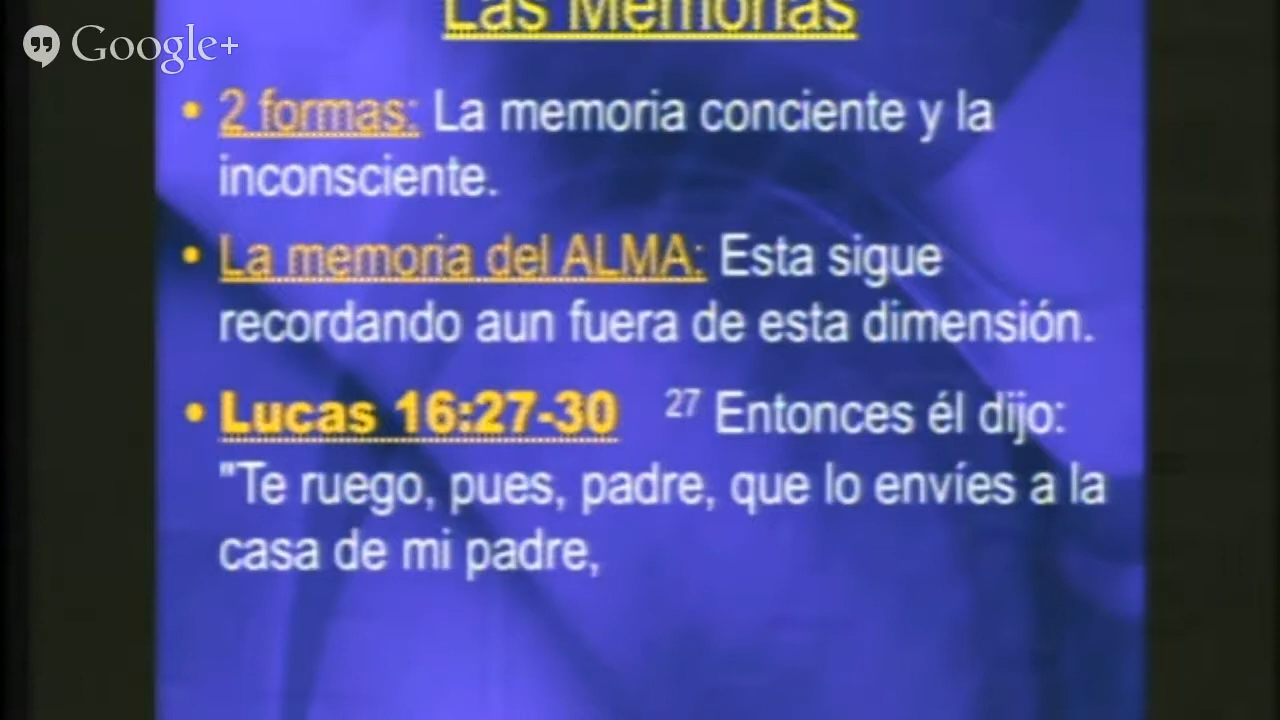 Google+
Las Memorias
• 2 formas: La memoria conciente y la
inconsciente.
• La memoria del ALMA: Esta sigue
recordando aun fuera de esta dimensión.
• Lucas 16:27-30 27 Entonces él dijo:
"Te ruego, pues, padre, que lo envíes a la
casa de mi padre,